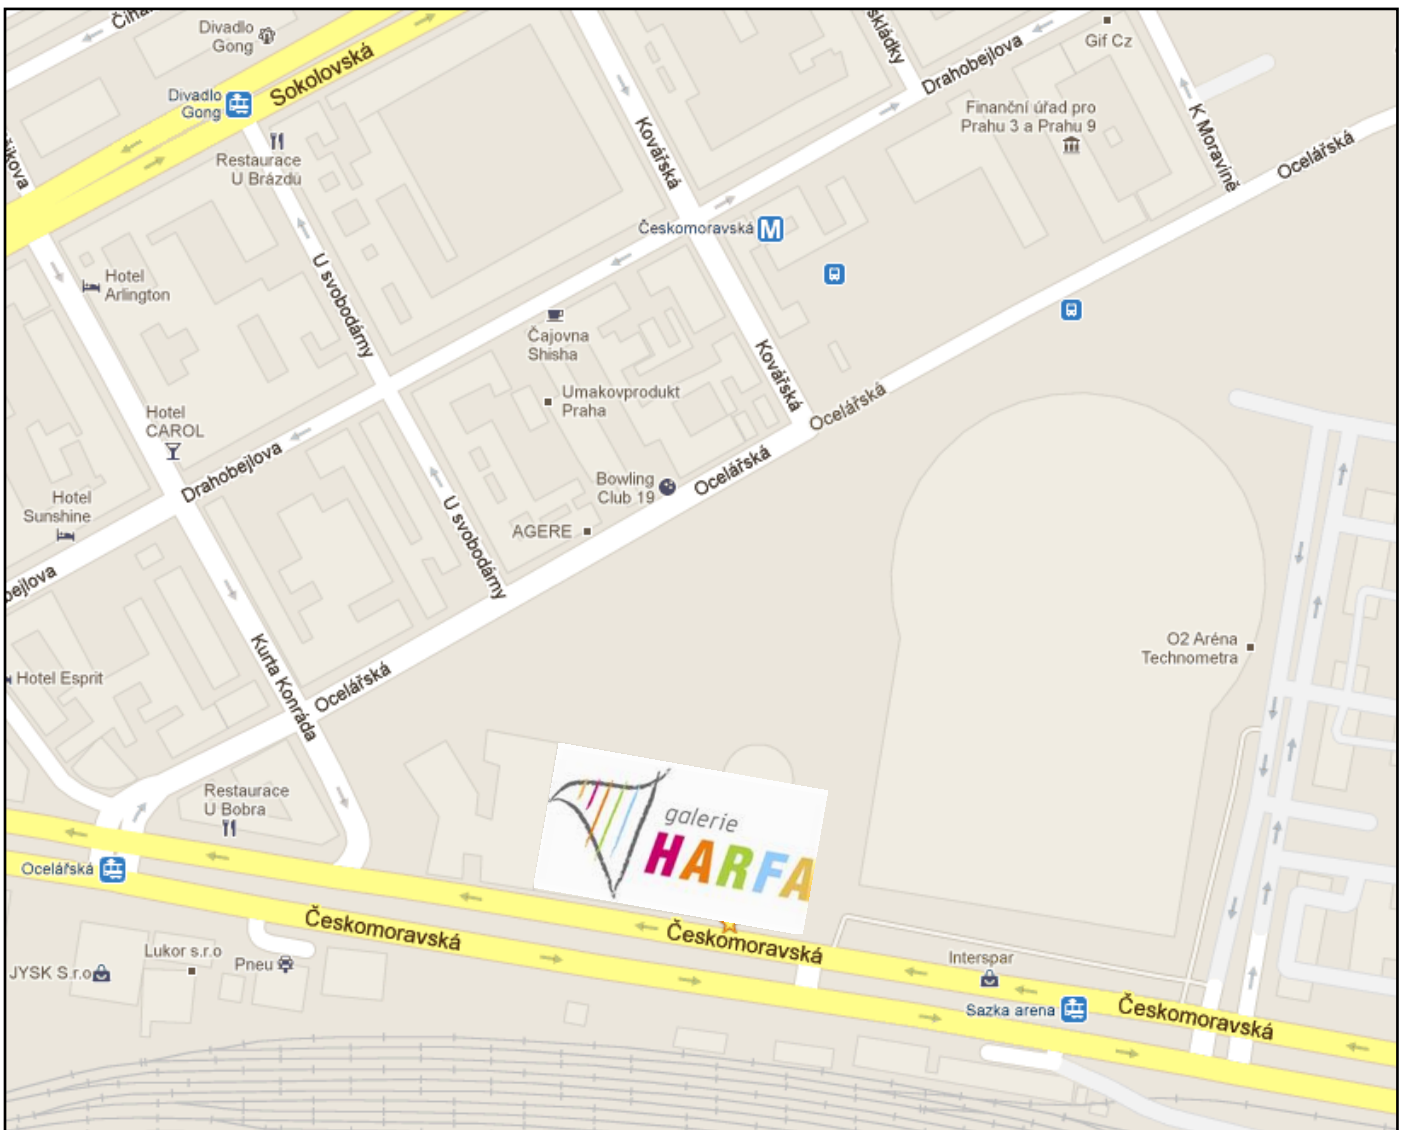 Divadlo
Gong
Sokolovská
Divadlo
Gong
Restaurace
U Brázdů
Kovářská
Drahobejlova
Gif Cz
Finanční úřad pro
Prahu 3 a Prahu 9
K Moravině
Ocelářská
Českomoravská M
Hotel
Arlington
U svobodárny
Čajovna
Shisha
Kovářská
Umakovprodukt
Praha
Ocelářská
Hotel
CAROL
Drahobejlova
Bowling
Club 19
Ocelářská
Hotel
Sunshine
U svobodárny
AGERE
bejlova
Kurta Konráda
O2 Aréna
Technometra
Hotel Esprit
Ocelářská
Restaurace
U Bobra
galerie
HARFA
Ocelářská
Českomoravská
Českomoravská
Lukor s.r.o
Pneu
JYSK S.r.o
Interspar
Sazka arena
Českomoravská